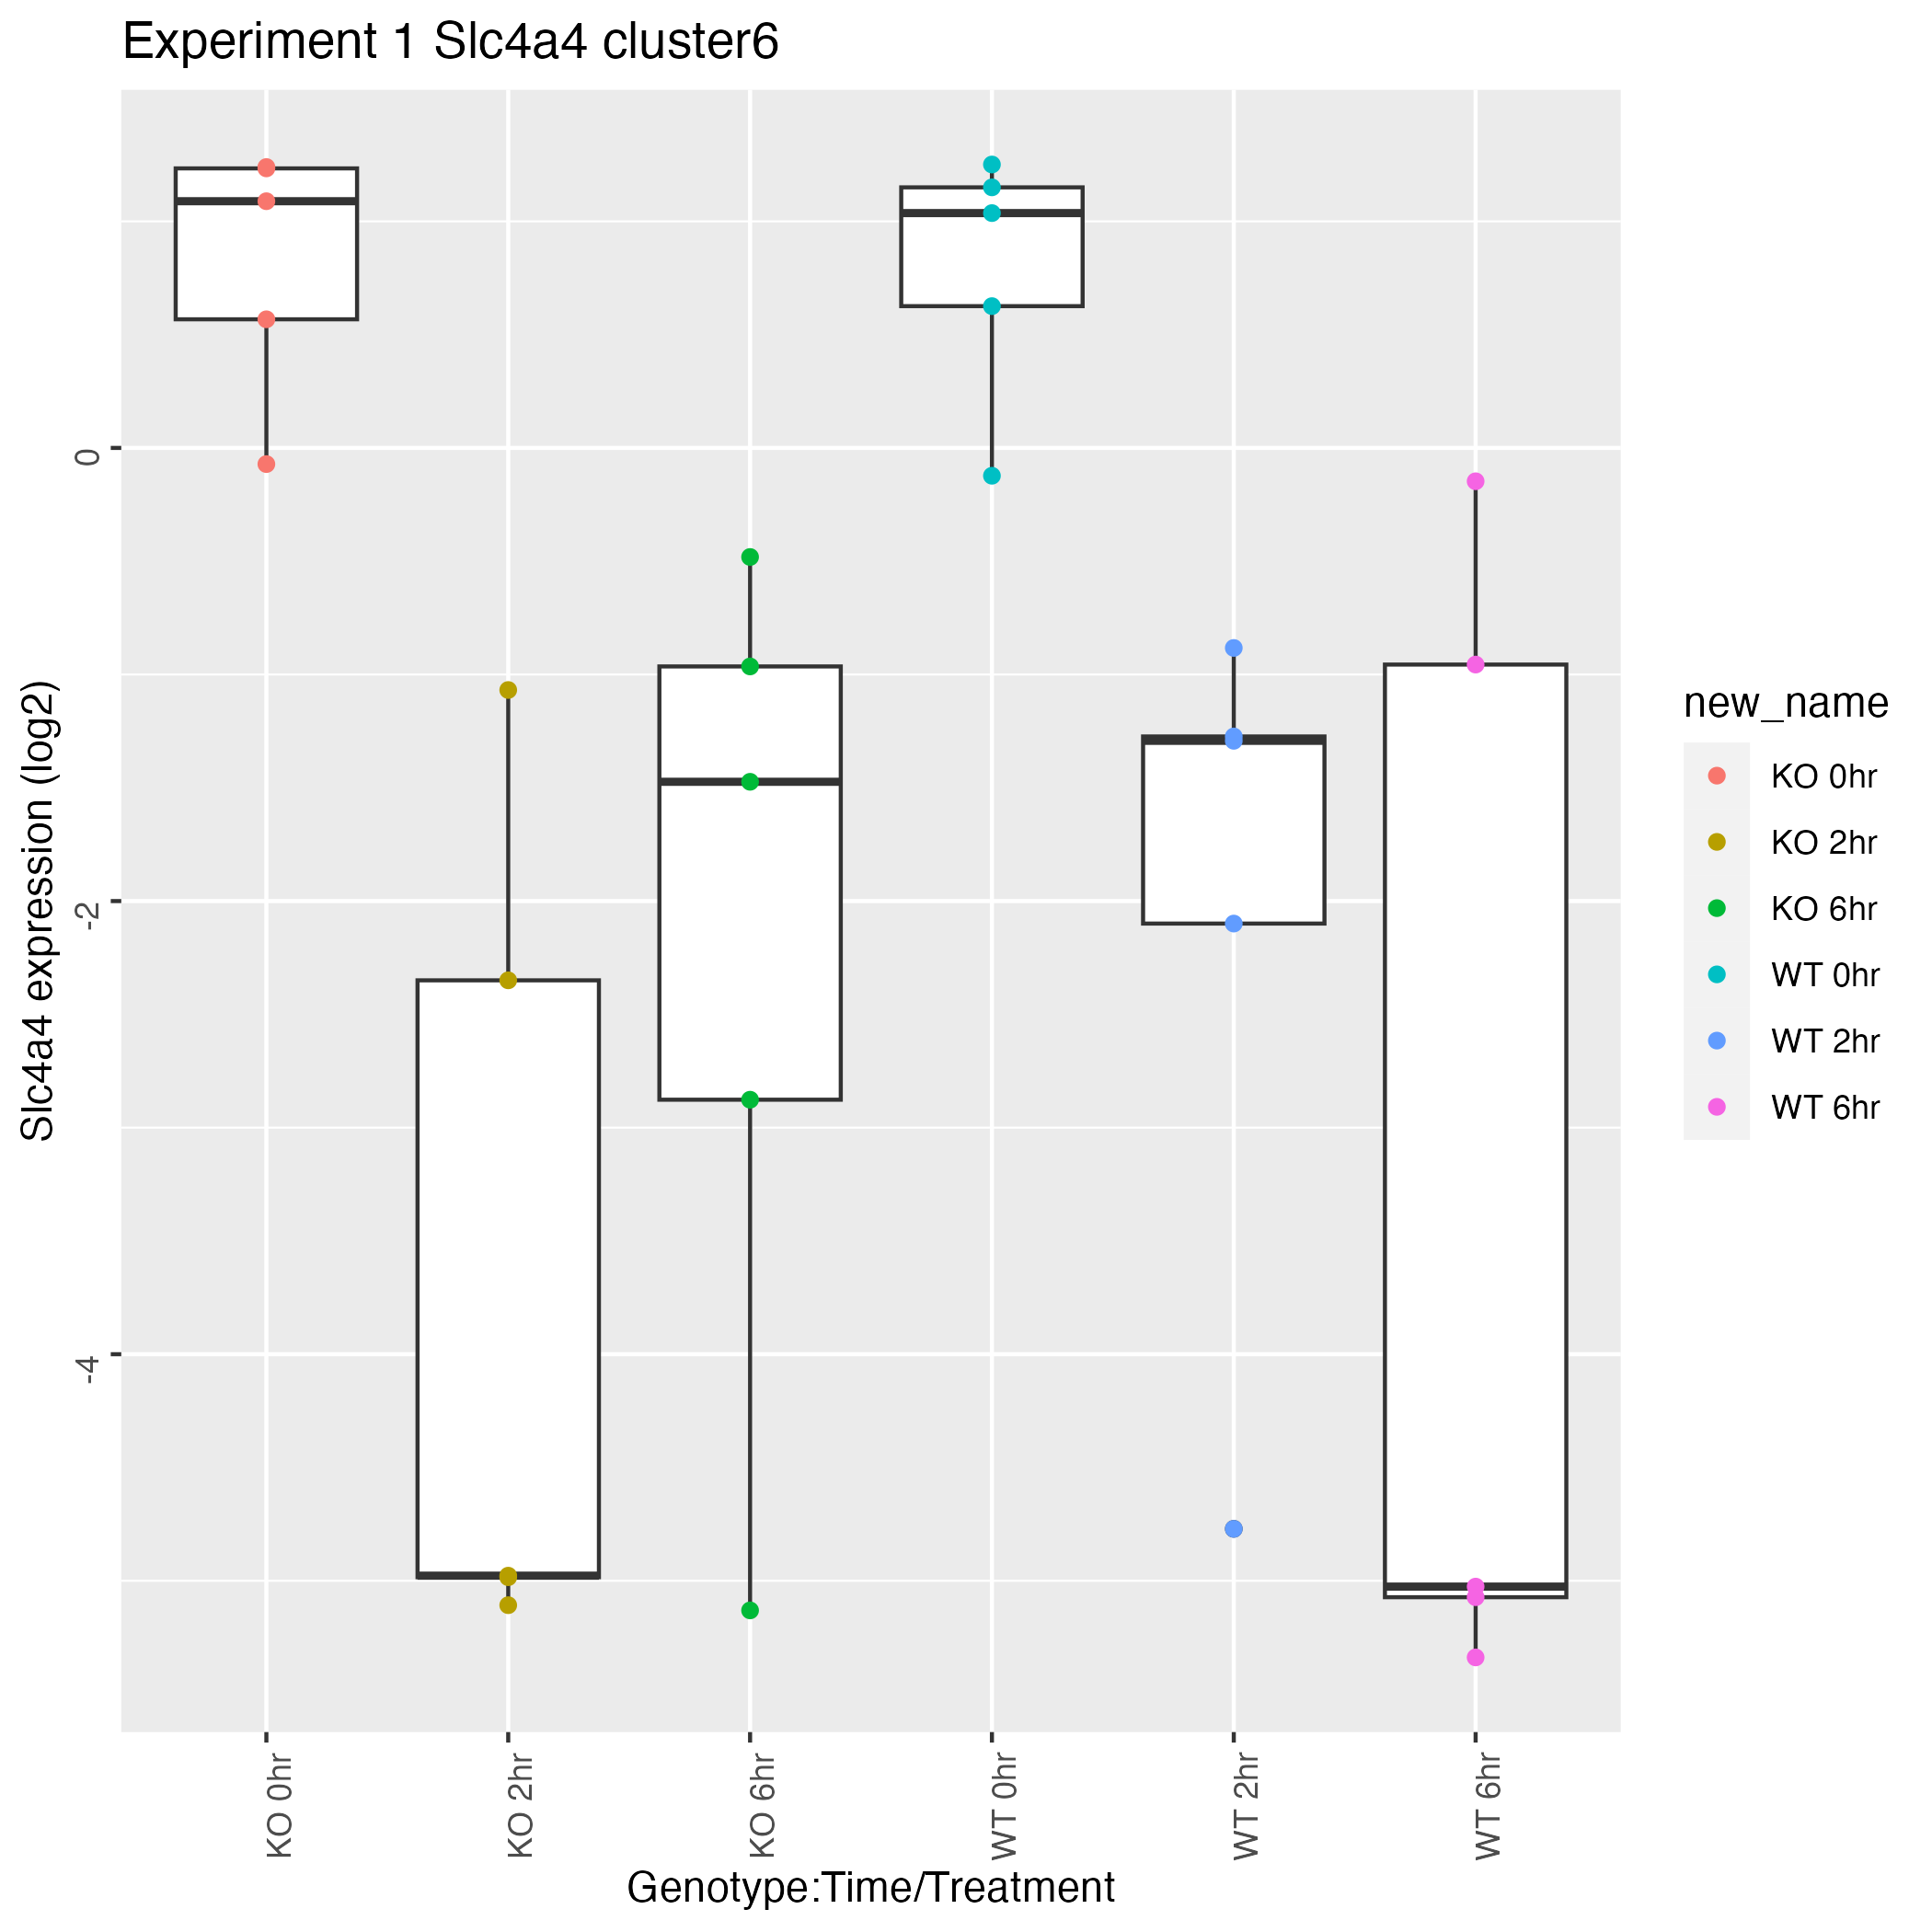 Experiment 1 Slc4a4 cluster6
Slc4a4 expression (log2)
0
-2
-4
KO 0hr
KO 2hr
KO 6hr
WT 0hr
WT 2hr
WT 6hr
Genotype:Time/Treatment
new_name
KO 0hr
KO 2hr
KO 6hr
WT 0hr
WT 2hr
WT 6hr